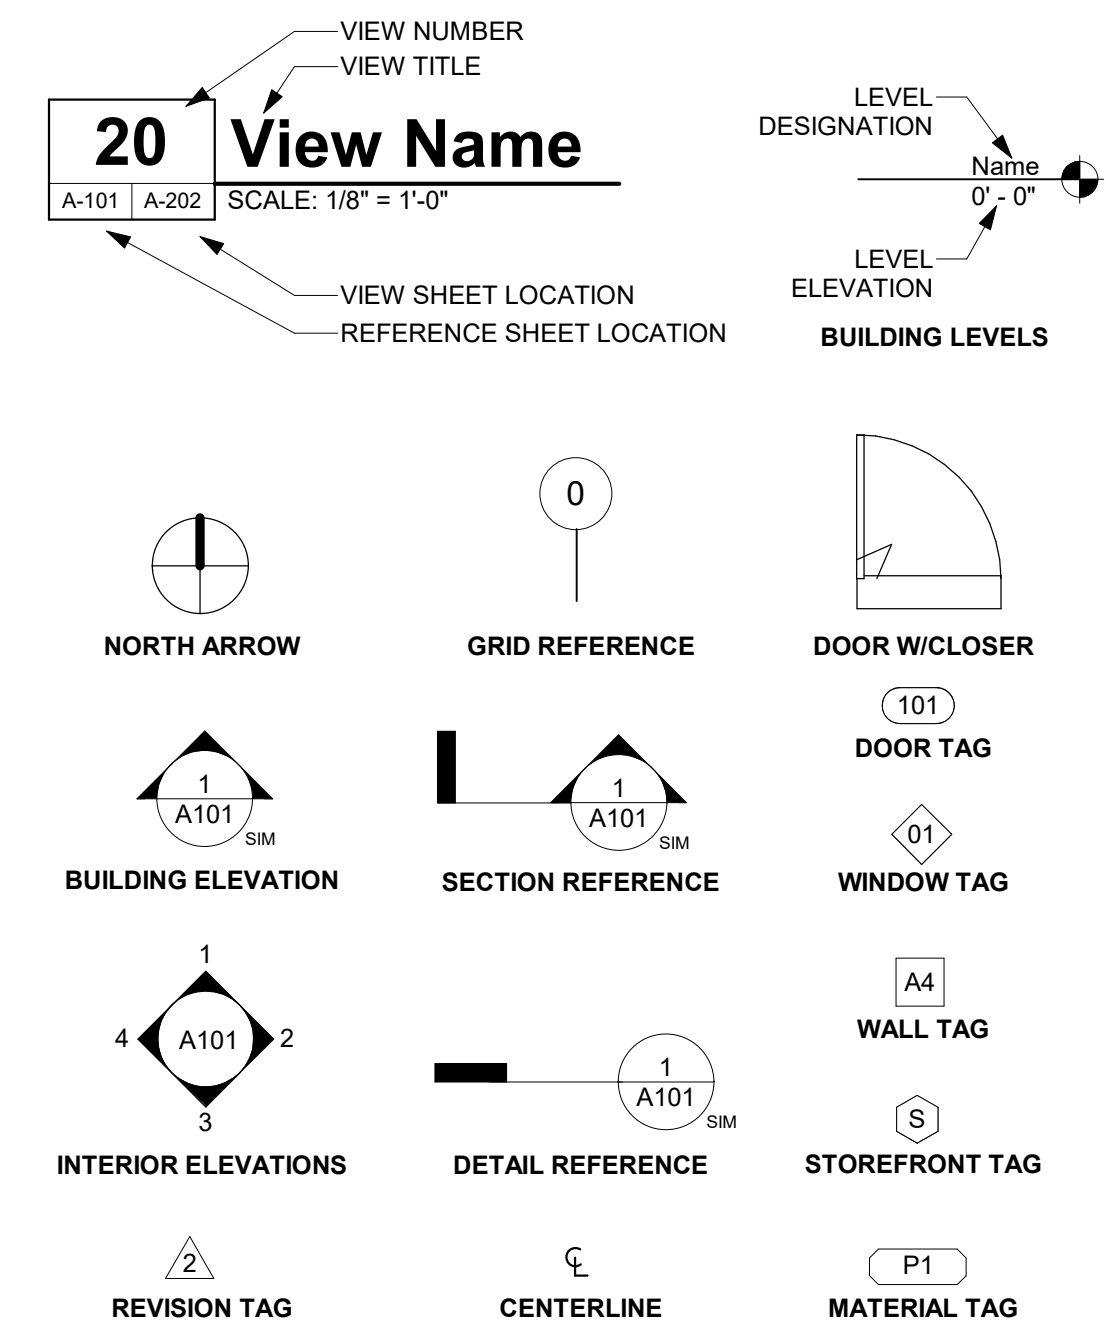 VIEW NUMBER
VIEW TITLE
20
View Name
A-101
A-202
SCALE: 1/8" = 1'-0"
VIEW SHEET LOCATION
REFERENCE SHEET LOCATION
LEVEL
DESIGNATION
Name
0' - 0"
LEVEL
ELEVATION
BUILDING LEVELS
NORTH ARROW
0
GRID REFERENCE
DOOR W/CLOSER
101
DOOR TAG
1
A101
SIM
BUILDING ELEVATION
1
A101
SIM
SECTION REFERENCE
01
WINDOW TAG
1
4
A101
2
3
INTERIOR ELEVATIONS
1
A101
SIM
DETAIL REFERENCE
A4
WALL TAG
S
STOREFRONT TAG
2
REVISION TAG
℄
CENTERLINE
P1
MATERIAL TAG